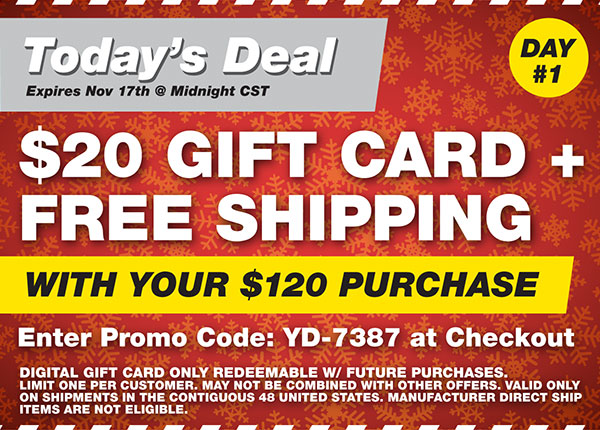 Today's Deal
Expires Nov 17th @ Midnight CST
DAY
#1
$20 GIFT CARD +
FREE SHIPPING
WITH YOUR $120 PURCHASE
Enter Promo Code: YD-7387 at Checkout
DIGITAL GIFT CARD ONLY REDEEMABLE W/ FUTURE PURCHASES.
LIMIT ONE PER CUSTOMER. MAY NOT BE COMBINED WITH OTHER OFFERS. VALID ONLY
ON SHIPMENTS IN THE CONTIGUOUS 48 UNITED STATES. MANUFACTURER DIRECT SHIP
ITEMS ARE NOT ELIGIBLE.